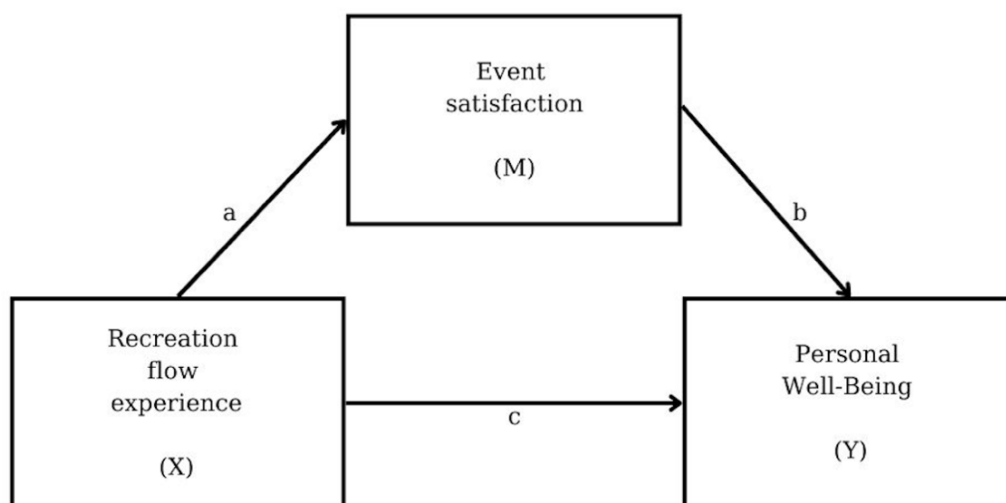 Event
satisfaction
(M)
a
b
Recreation
flow
experience
(X)
c
Personal
Well-Being
(Y)